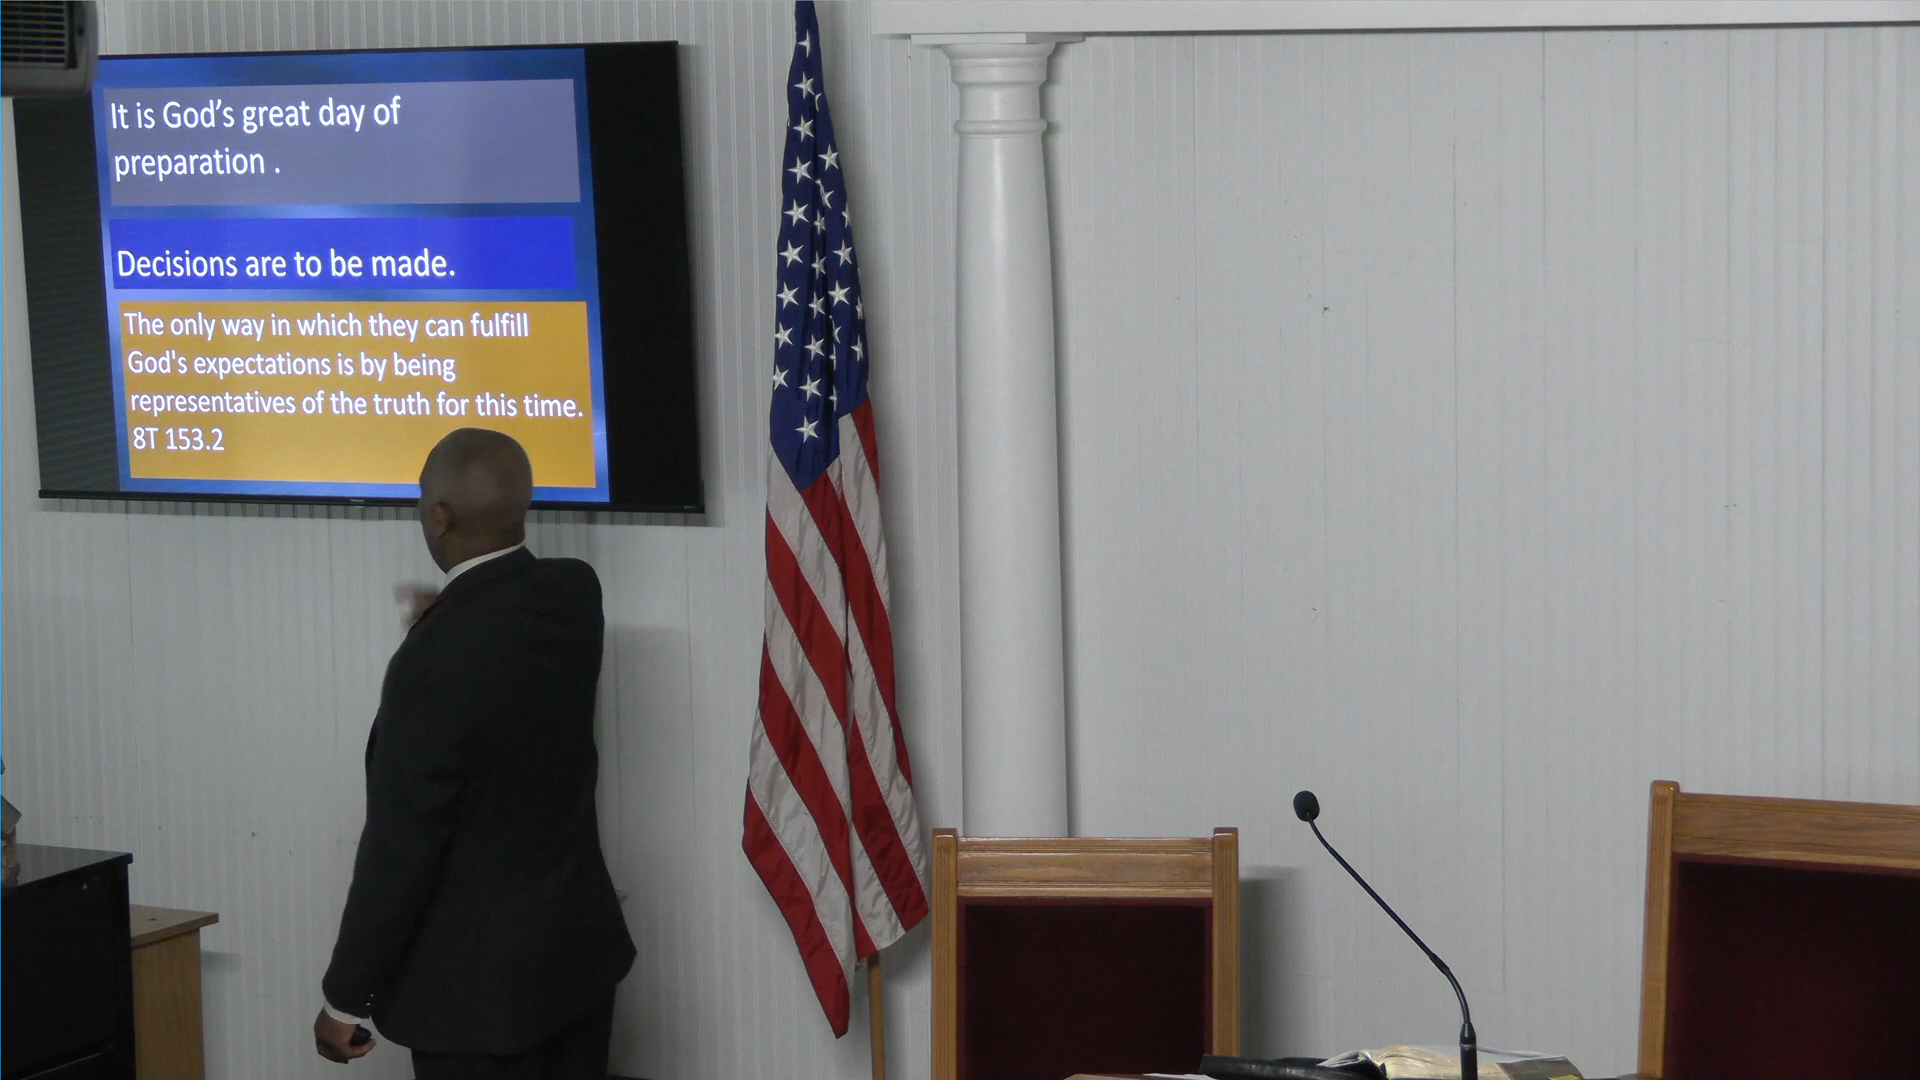 It is God’s great day of
preparation .
Decisions are to be made.
The only way in which they can fulfill
God's expectations is by being
representatives of the truth for this time.
8T 153.2